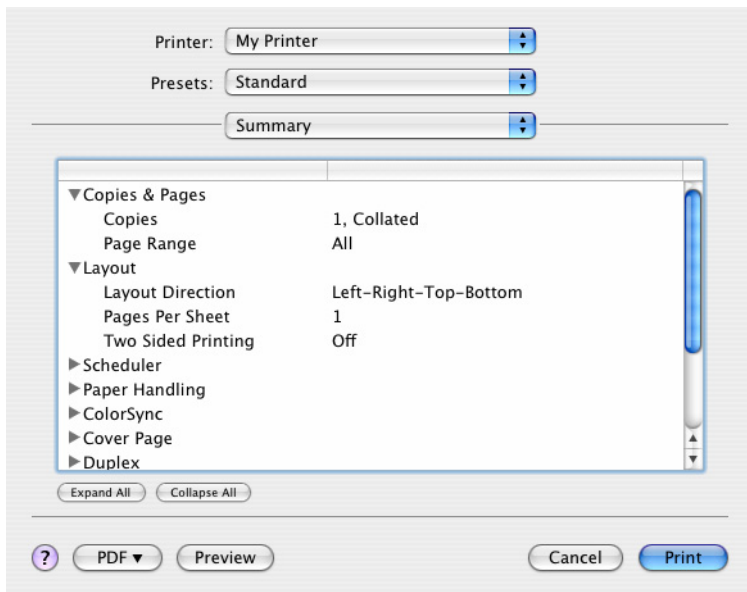 Printer: My Printer
Presets: Standard
Summary
Copies & Pages
Copies 1, Collated
Page Range All
Layout
Layout Direction Left-Right-Top-Bottom
Pages Per Sheet 1
Two Sided Printing Off
Scheduler
Paper Handling
ColorSync
Cover Page
Duplex
Expand All Collapse All
? PDF Preview Cancel Print